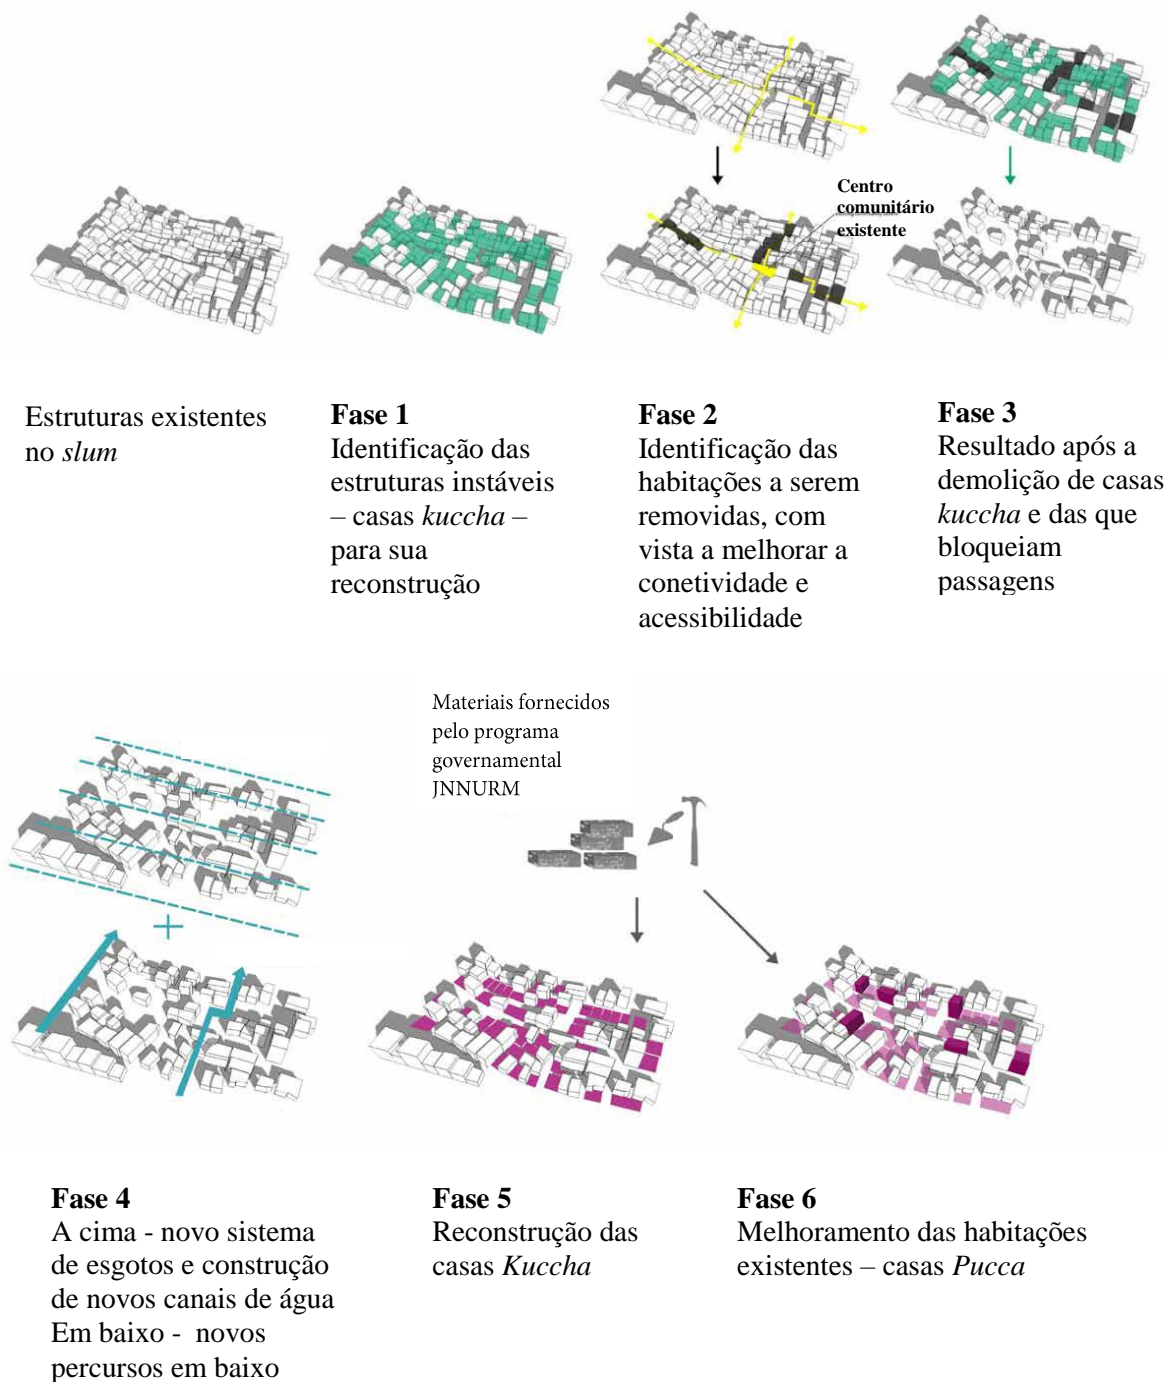 Centro
comunitário
existente
Estruturas existentes
no slum
Fase 1
Identificação das
estruturas instáveis
– casas kuccha –
para sua
reconstrução
Fase 2
Identificação das
habitações a serem
removidas, com
vista a melhorar a
conetividade e
acessibilidade
Fase 3
Resultado após a
demolição de casas
kuccha e das que
bloqueiam
passagens
Materiais fornecidos
pelo programa
governamental
JNNURM
Fase 4
A cima - novo sistema
de esgotos e construção
de novos canais de água
Em baixo - novos
percursos em baixo
Fase 5
Reconstrução das
casas Kuccha
Fase 6
Melhoramento das habitações
existentes – casas Pucca